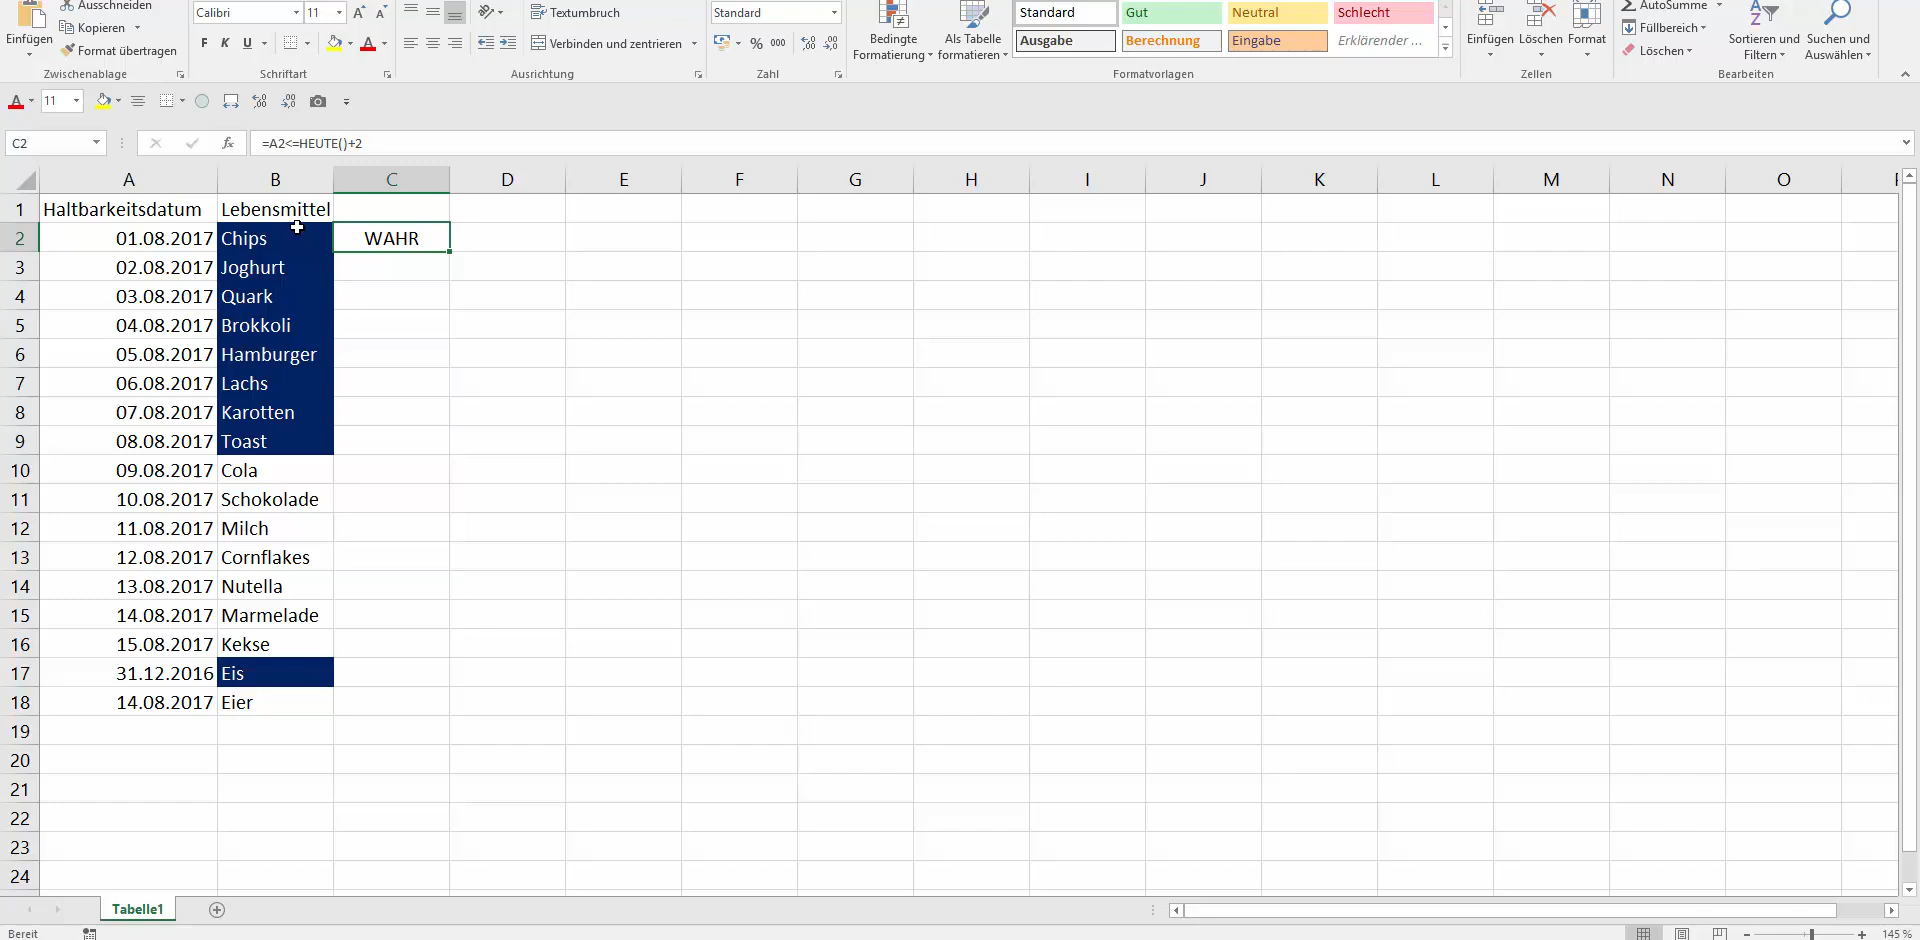 Ausschneiden
Calibri 11 A A
Textumbruch
Standard
Standard Gut Neutral Schlecht
AutoSumme
Einfügen
Kopieren
Format übertragen
F K U A
Verbinden und zentrieren
% 000
Bedingte Formatierung
Als Tabelle formatieren
Ausgabe Berechnung Eingabe Erklärender ...
Einfügen Löschen Format
Füllbereich
Löschen
Sortieren und Filtern
Suchen und Auswählen
Zwischenablage Schriftart Ausrichtung Zahl Formatvorlagen Zellen Bearbeiten
A 11
C2 fx =A2<=HEUTE()+2
A B C D E F G H I J K L M N O
1 Haltbarkeitsdatum Lebensmittel
2 01.08.2017 Chips WAHR
3 02.08.2017 Joghurt
4 03.08.2017 Quark
5 04.08.2017 Brokkoli
6 05.08.2017 Hamburger
7 06.08.2017 Lachs
8 07.08.2017 Karotten
9 08.08.2017 Toast
10 09.08.2017 Cola
11 10.08.2017 Schokolade
12 11.08.2017 Milch
13 12.08.2017 Cornflakes
14 13.08.2017 Nutella
15 14.08.2017 Marmelade
16 15.08.2017 Kekse
17 31.12.2016 Eis
18 14.08.2017 Eier
19
20
21
22
23
24
Tabelle1
Bereit 145 %